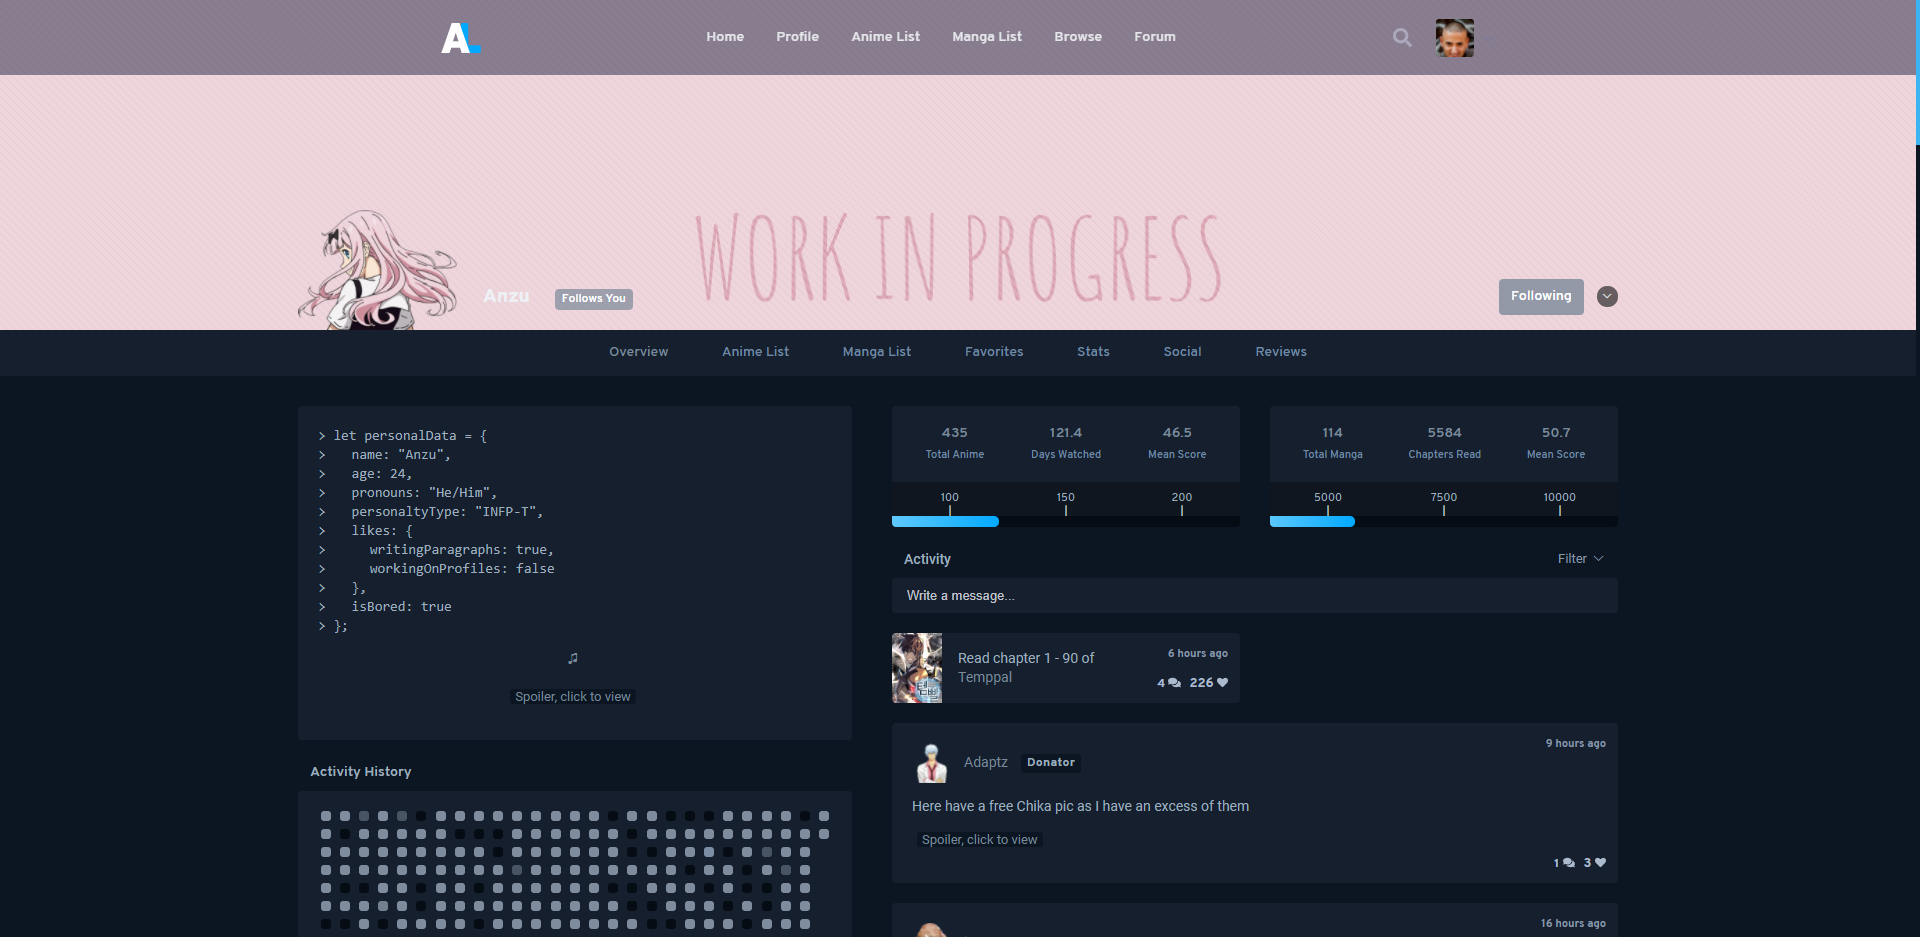 AL
Home Profile Anime List Manga List Browse Forum
WORK IN PROGRESS
Anzu Follows You
Following
Overview Anime List Manga List Favorites Stats Social Reviews
> let personalData = {
> name: "Anzu",
> age: 24,
> pronouns: "He/Him",
> personaltyType: "INFP-T",
> likes: {
> writingParagraphs: true,
> workingOnProfiles: false
> },
> isBored: true
> };
♫
Spoiler, click to view
Activity History
435 121.4 46.5
Total Anime Days Watched Mean Score
100 150 200
114 5584 50.7
Total Manga Chapters Read Mean Score
5000 7500 10000
Activity Filter
Write a message...
Read chapter 1 - 90 of
Temppal
6 hours ago
4 226
템빨
9 hours ago
Adaptz Donator
Here have a free Chika pic as I have an excess of them
Spoiler, click to view
1 3
16 hours ago